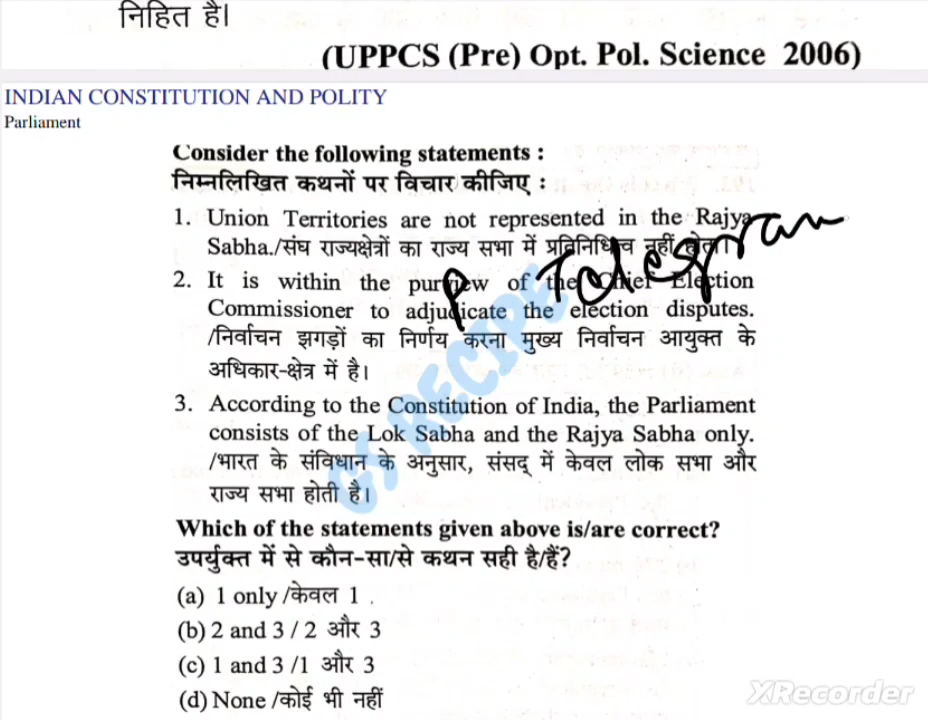 निहित है।
(UPPCS (Pre) Opt. Pol. Science 2006)
INDIAN CONSTITUTION AND POLITY
Parliament
Consider the following statements :
निम्नलिखित कथनों पर विचार कीजिए :
1. Union Territories are not represented in the Rajya
Sabha./संघ राज्यक्षेत्रों का राज्य सभा में प्रतिनिधित्व नहीं होता।
Telegram
2. It is within the purview of the Chief Election
Commissioner to adjudicate the election disputes.
/निर्वाचन झगड़ों का निर्णय करना मुख्य निर्वाचन आयुक्त के
अधिकार-क्षेत्र में है।
3. According to the Constitution of India, the Parliament
consists of the Lok Sabha and the Rajya Sabha only.
/भारत के संविधान के अनुसार, संसद् में केवल लोक सभा और
राज्य सभा होती है।
GS RECIPE
Which of the statements given above is/are correct?
उपर्युक्त में से कौन-सा/से कथन सही है/हैं?
(a) 1 only /केवल 1 .
(b) 2 and 3 / 2 और 3
(c) 1 and 3 /1 और 3
(d) None /कोई भी नहीं
XRecorder